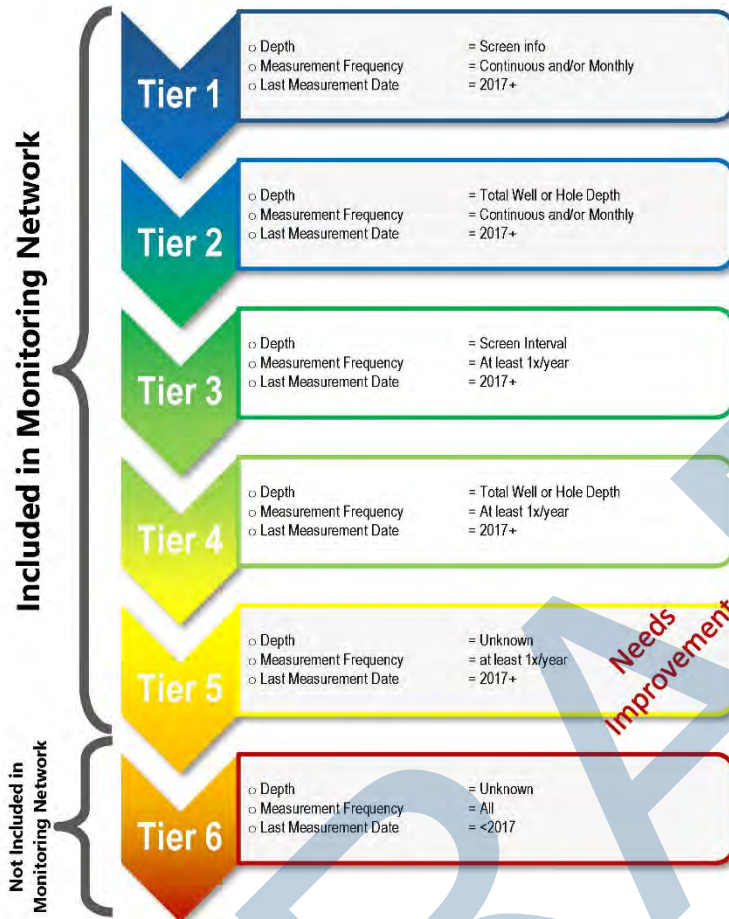 Included in Monitoring Network
Tier 1
o Depth = Screen info
o Measurement Frequency = Continuous and/or Monthly
o Last Measurement Date = 2017+
Tier 2
o Depth = Total Well or Hole Depth
o Measurement Frequency = Continuous and/or Monthly
o Last Measurement Date = 2017+
Tier 3
o Depth = Screen Interval
o Measurement Frequency = At least 1x/year
o Last Measurement Date = 2017+
Tier 4
o Depth = Total Well or Hole Depth
o Measurement Frequency = At least 1x/year
o Last Measurement Date = 2017+
Tier 5
o Depth = Unknown
o Measurement Frequency = at least 1x/year
o Last Measurement Date = 2017+
Needs
Improvement
Not Included in
Monitoring Network
Tier 6
o Depth = Unknown
o Measurement Frequency = All
o Last Measurement Date = <2017